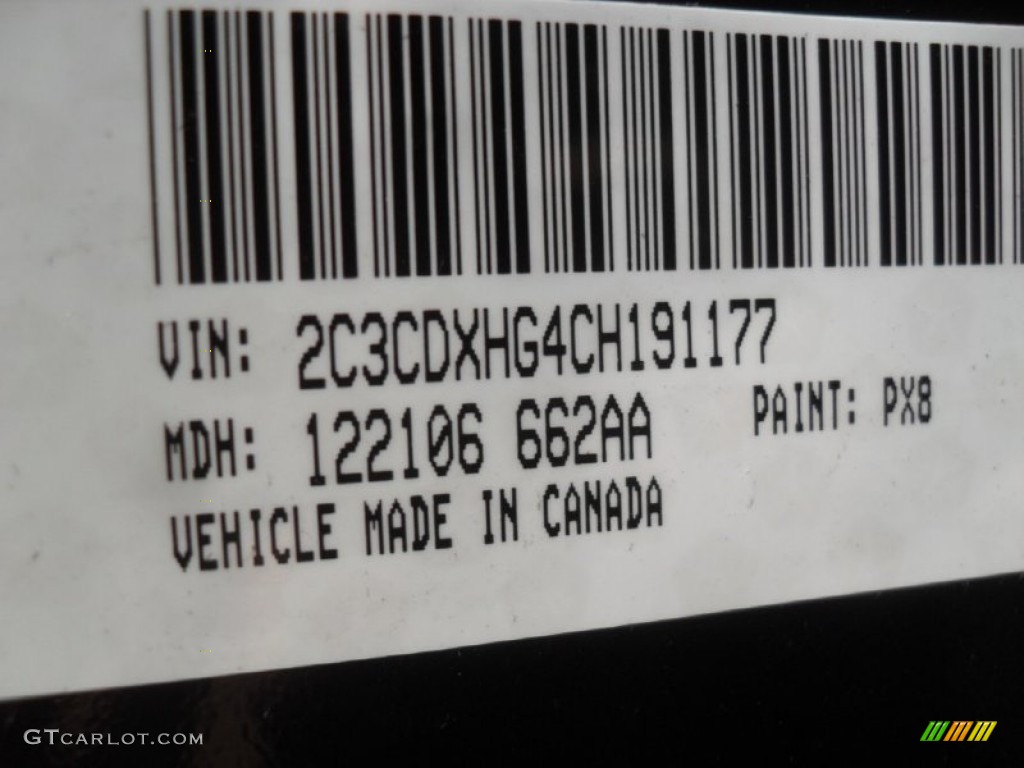 VIN: 2C3CDXHG4CH191177
MDH: 122106 662AA PAINT: PX8
VEHICLE MADE IN CANADA
GTCARLOT.COM